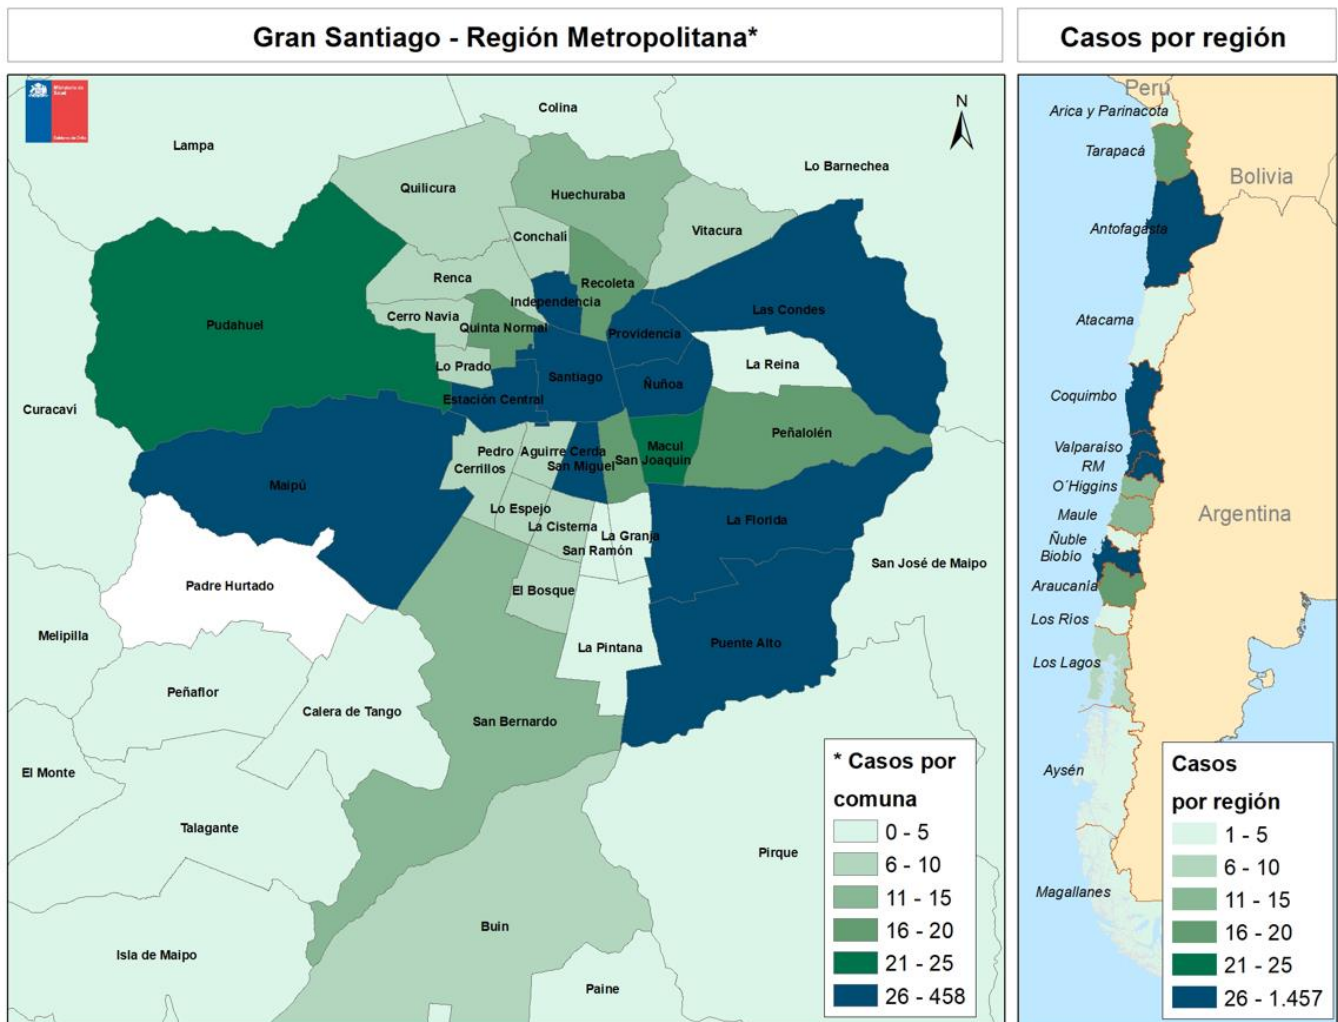 Gran Santiago - Región Metropolitana*
Casos por región
Ministerio de
Salud
Gobierno de Chile
N
Colina
Lampa
Lo Barnechea
Quilicura
Huechuraba
Vitacura
Conchalí
Renca
Recoleta
Independencia
Cerro Navia
Quinta Normal
Pudahuel
Providencia
Las Condes
Lo Prado
La Reina
Santiago
Ñuñoa
Estación Central
Curacaví
Peñalolén
Macul
San Joaquín
Pedro Aguirre Cerda
Cerrillos
San Miguel
Maipú
Lo Espejo
La Cisterna
La Granja
San Ramón
La Florida
San José de Maipo
Padre Hurtado
El Bosque
Melipilla
La Pintana
Puente Alto
Peñaflor
Calera de Tango
San Bernardo
El Monte
Talagante
Pirque
Buin
Isla de Maipo
Paine
* Casos por
comuna
0 - 5
6 - 10
11 - 15
16 - 20
21 - 25
26 - 458
Perú
Arica y Parinacota
Tarapacá
Bolivia
Antofagasta
Atacama
Coquimbo
Valparaíso
RM
O´Higgins
Maule
Argentina
Ñuble
Biobío
Araucanía
Los Ríos
Los Lagos
Aysén
Magallanes
Casos
por región
1 - 5
6 - 10
11 - 15
16 - 20
21 - 25
26 - 1.457